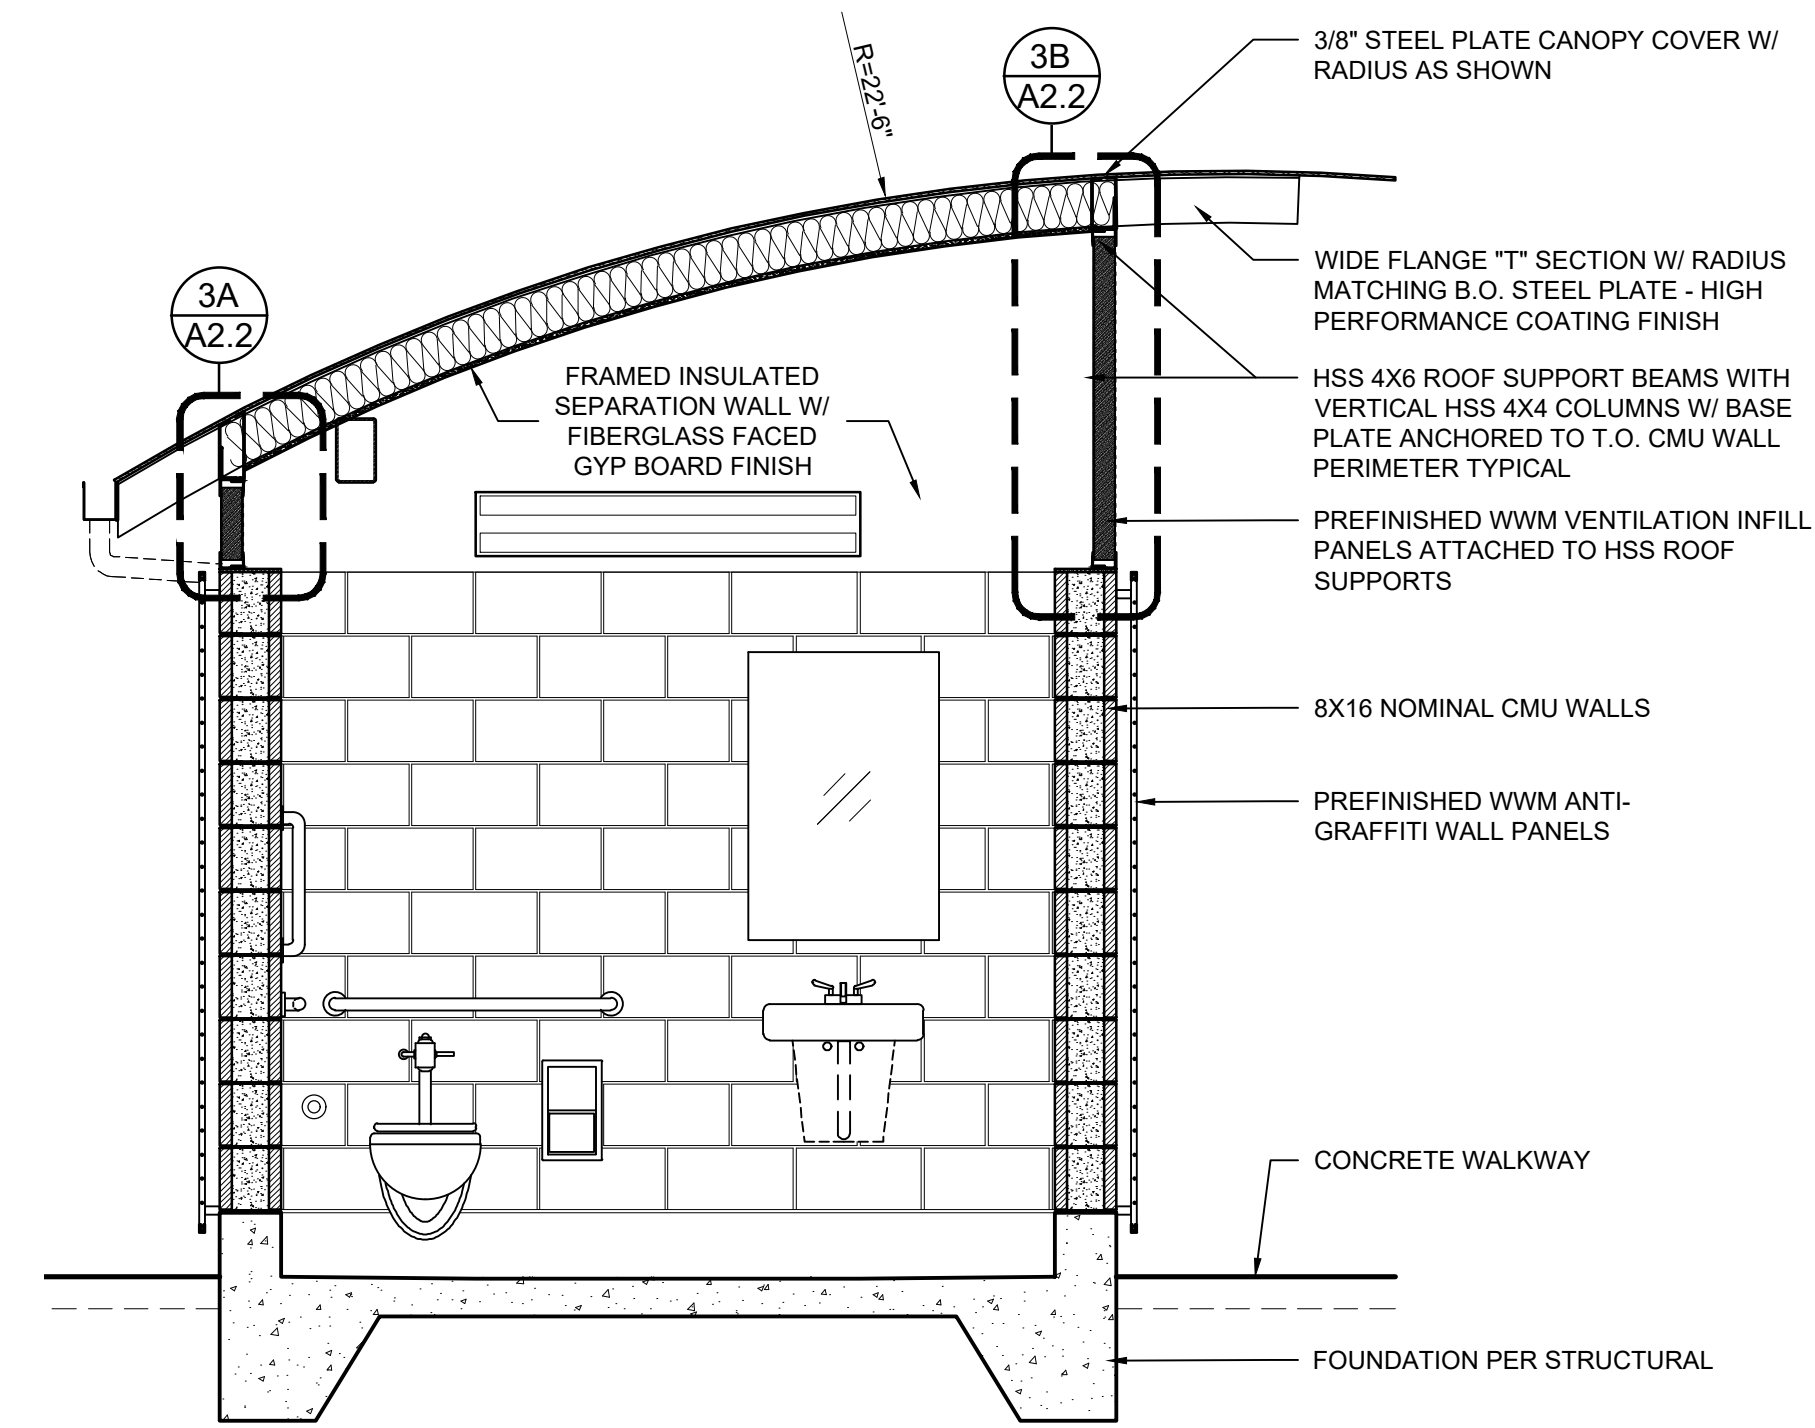 R=22'-6"
3B
A2.2
3A
A2.2
FRAMED INSULATED
SEPARATION WALL W/
FIBERGLASS FACED
GYP BOARD FINISH
3/8" STEEL PLATE CANOPY COVER W/
RADIUS AS SHOWN
WIDE FLANGE "T" SECTION W/ RADIUS
MATCHING B.O. STEEL PLATE - HIGH
PERFORMANCE COATING FINISH
HSS 4X6 ROOF SUPPORT BEAMS WITH
VERTICAL HSS 4X4 COLUMNS W/ BASE
PLATE ANCHORED TO T.O. CMU WALL
PERIMETER TYPICAL
PREFINISHED WWM VENTILATION INFILL
PANELS ATTACHED TO HSS ROOF
SUPPORTS
8X16 NOMINAL CMU WALLS
PREFINISHED WWM ANTI-
GRAFFITI WALL PANELS
CONCRETE WALKWAY
FOUNDATION PER STRUCTURAL